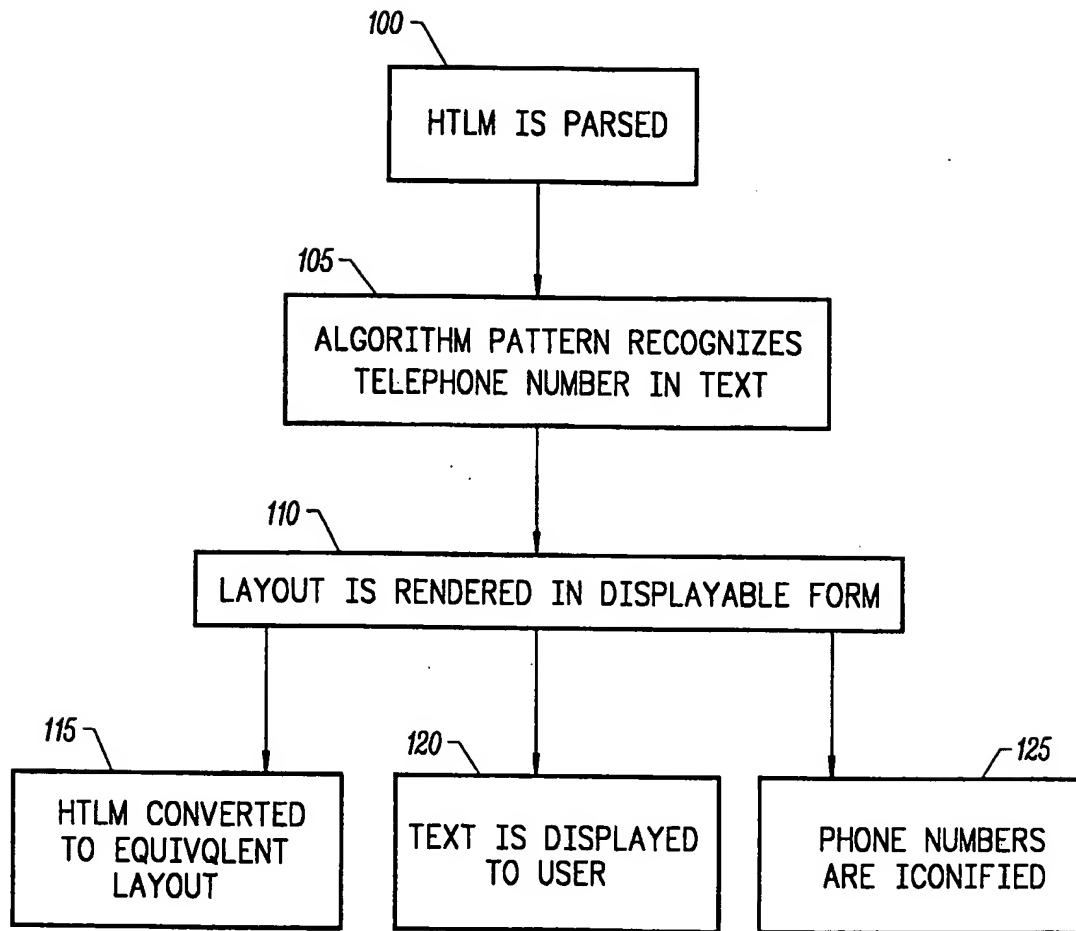 100
HTLM IS PARSED
105
ALGORITHM PATTERN RECOGNIZES
TELEPHONE NUMBER IN TEXT
110
LAYOUT IS RENDERED IN DISPLAYABLE FORM
115
HTLM CONVERTED
TO EQUIVQLENT
LAYOUT
120
TEXT IS DISPLAYED
TO USER
125
PHONE NUMBERS
ARE ICONIFIED